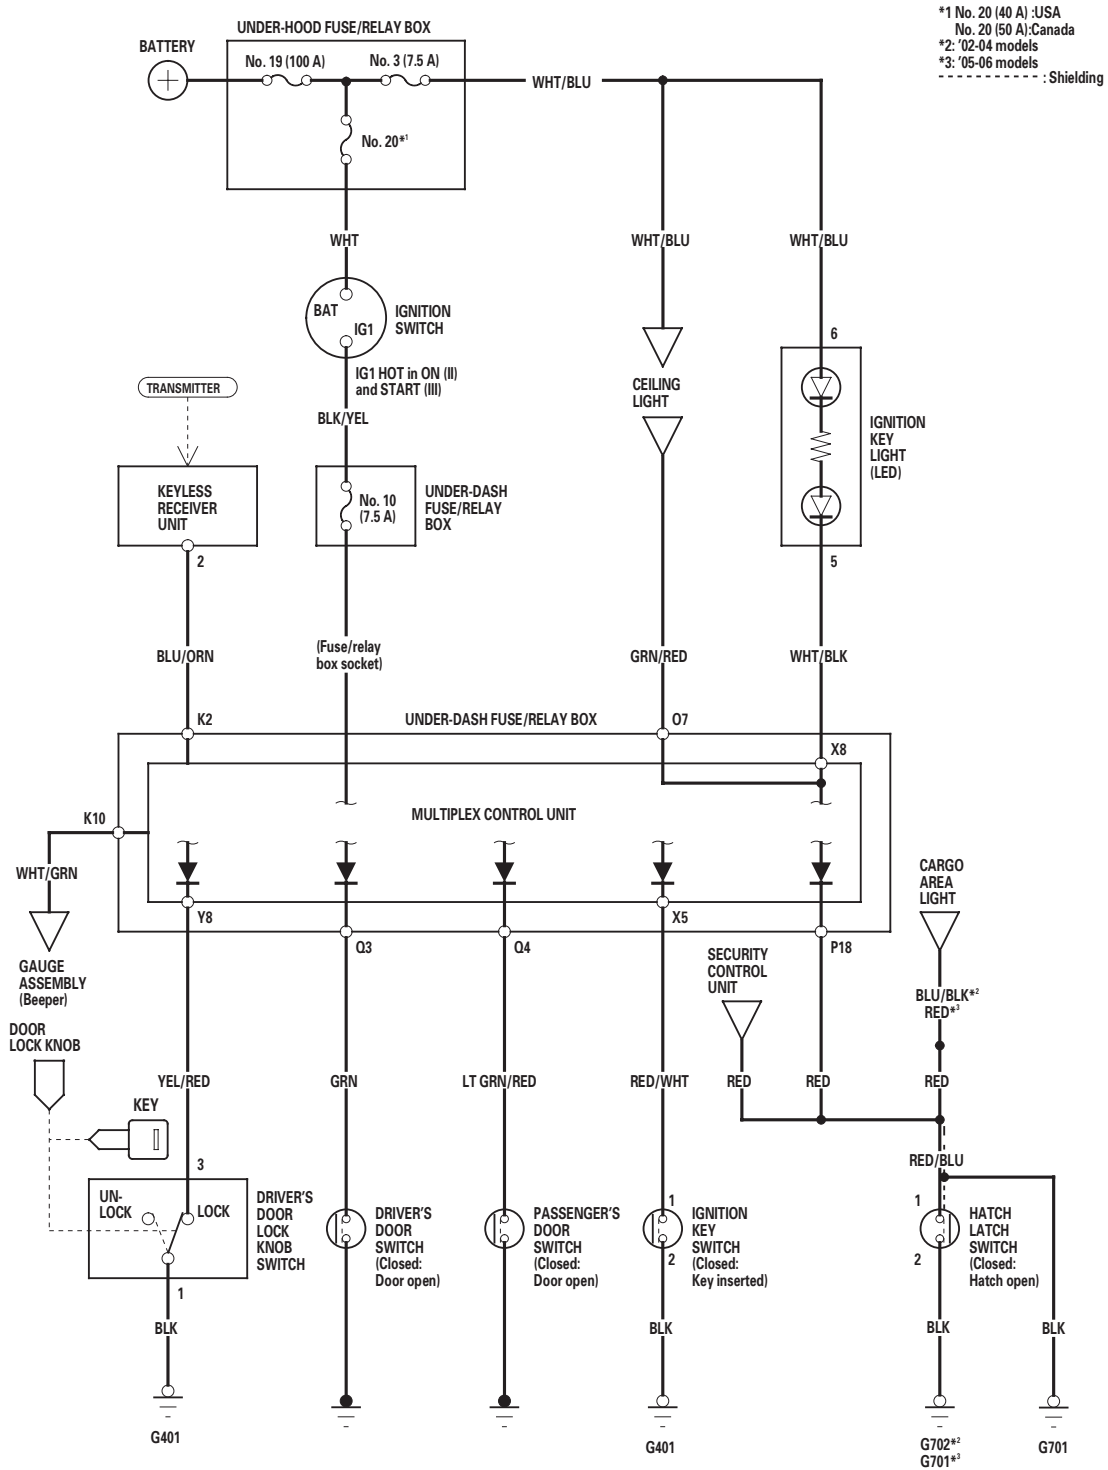 *1 No. 20 (40 A) :USA
No. 20 (50 A):Canada
*2: '02-04 models
*3: '05-06 models
: Shielding
UNDER-HOOD FUSE/RELAY BOX
BATTERY
No. 19 (100 A)
No. 3 (7.5 A)
WHT/BLU
No. 20*1
WHT
WHT/BLU
WHT/BLU
BAT
IG1
IGNITION
SWITCH
IG1 HOT in ON (II)
and START (III)
6
TRANSMITTER
CEILING
LIGHT
BLK/YEL
IGNITION
KEY
LIGHT
(LED)
KEYLESS
RECEIVER
UNIT
No. 10
(7.5 A)
UNDER-DASH
FUSE/RELAY
BOX
2
5
BLU/ORN
(Fuse/relay
box socket)
GRN/RED
WHT/BLK
K2
UNDER-DASH FUSE/RELAY BOX
O7
X8
K10
MULTIPLEX CONTROL UNIT
WHT/GRN
CARGO
AREA
LIGHT
Y8
X5
Q3
Q4
P18
GAUGE
ASSEMBLY
(Beeper)
SECURITY
CONTROL
UNIT
BLU/BLK*2
RED*3
DOOR
LOCK KNOB
YEL/RED
GRN
LT GRN/RED
RED/WHT
RED
RED
RED
KEY
3
RED/BLU
UN-
LOCK
LOCK
DRIVER'S
DOOR
LOCK
KNOB
SWITCH
DRIVER'S
DOOR
SWITCH
(Closed:
Door open)
PASSENGER'S
DOOR
SWITCH
(Closed:
Door open)
1
2
IGNITION
KEY
SWITCH
(Closed:
Key inserted)
1
2
HATCH
LATCH
SWITCH
(Closed:
Hatch open)
1
BLK
BLK
BLK
BLK
G401
G401
G702*2
G701*3
G701